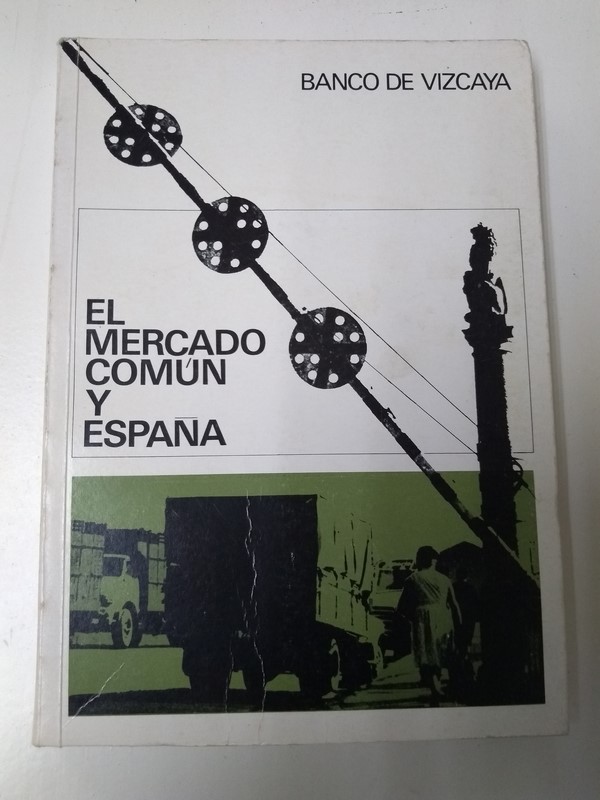 BANCO DE VIZCAYA
EL
MERCADO
COMÚN
Y
ESPAÑA